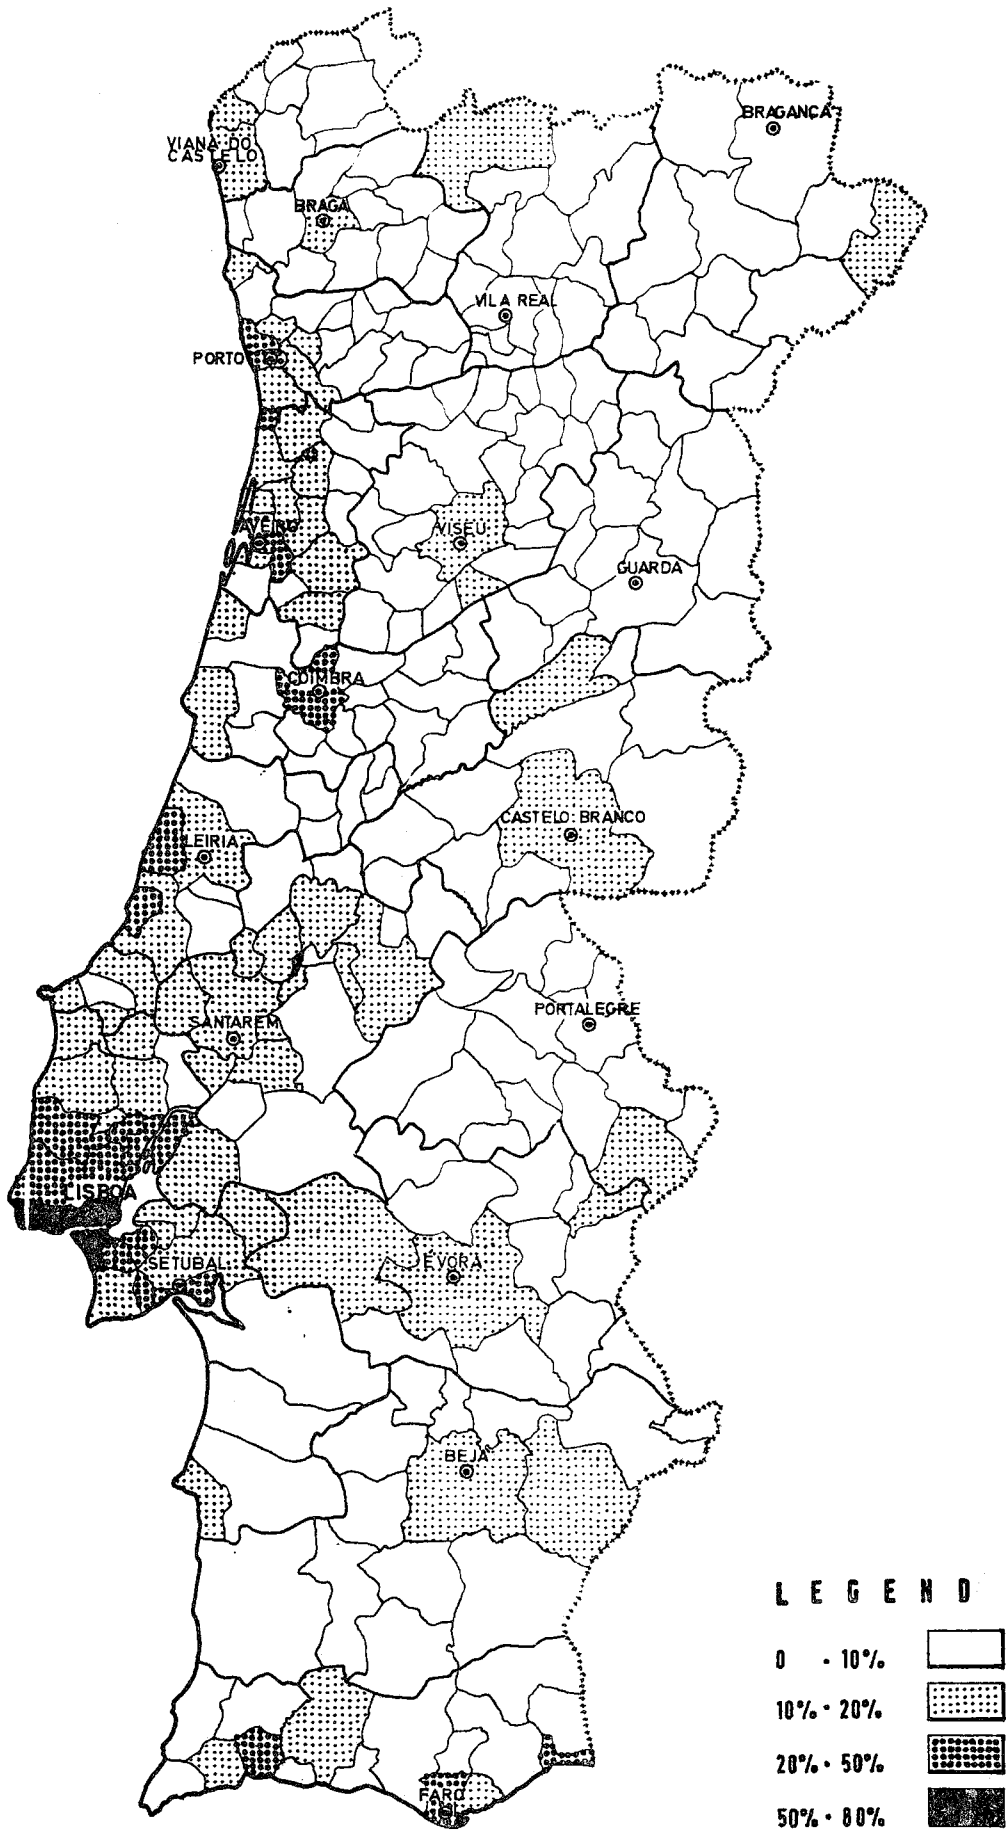 BRAGANÇA
VIANA DO
CASTELO
BRAGA
VILA REAL
PORTO
AVEIRO
VISEU
GUARDA
COIMBRA
CASTELO BRANCO
LEIRIA
PORTALEGRE
SANTAREM
LISBOA
SETUBAL
EVORA
BEJA
FARO
LEGEND
0 - 10%
10% - 20%
20% - 50%
50% - 80%